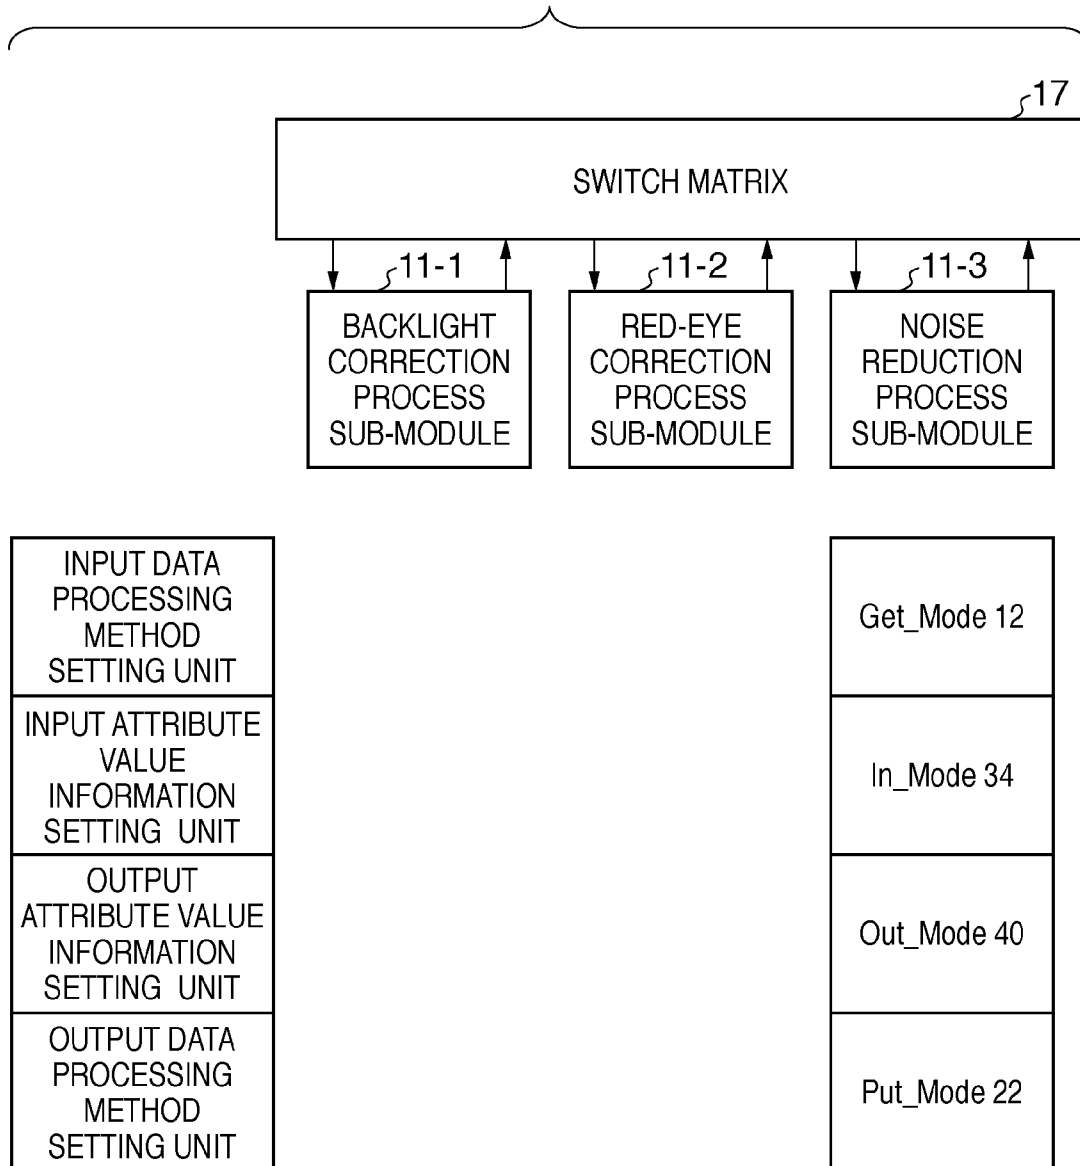 17
SWITCH MATRIX
11-1
11-2
11-3
BACKLIGHT
CORRECTION
PROCESS
SUB-MODULE
RED-EYE
CORRECTION
PROCESS
SUB-MODULE
NOISE
REDUCTION
PROCESS
SUB-MODULE
INPUT DATA
PROCESSING
METHOD
SETTING UNIT
Get_Mode 12
INPUT ATTRIBUTE
VALUE
INFORMATION
SETTING UNIT
In_Mode 34
OUTPUT
ATTRIBUTE VALUE
INFORMATION
SETTING UNIT
Out_Mode 40
OUTPUT DATA
PROCESSING
METHOD
SETTING UNIT
Put_Mode 22